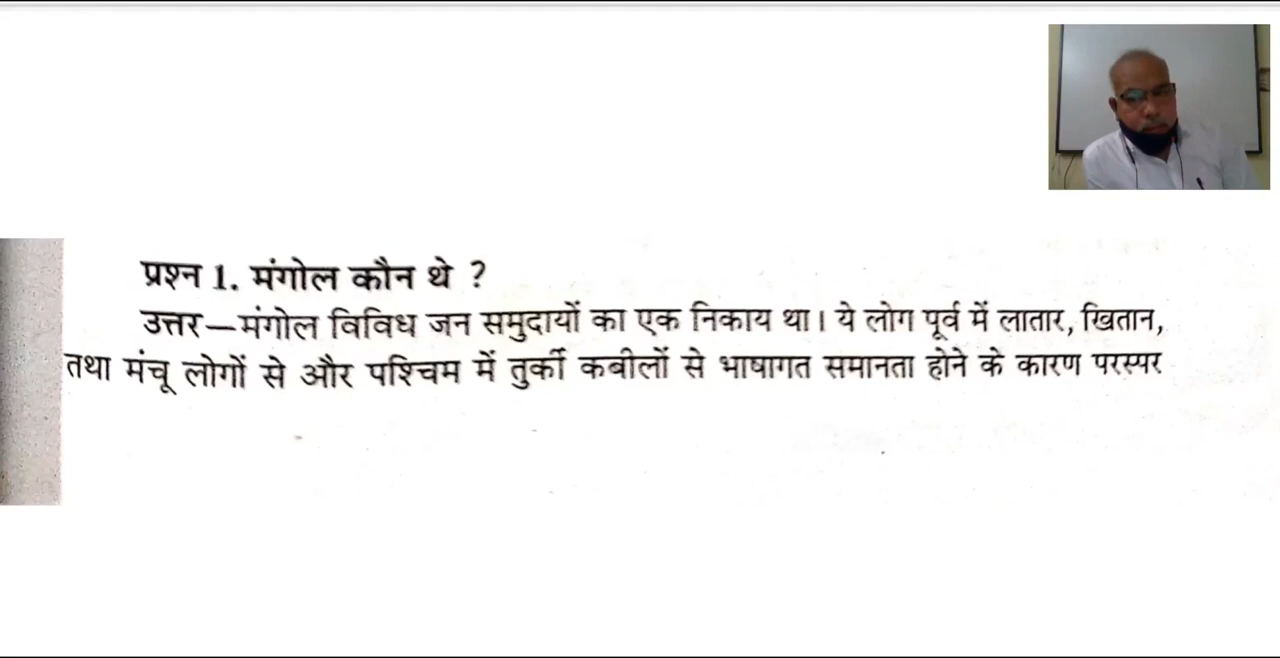 प्रश्न 1. मंगोल कौन थे ?
उत्तर—मंगोल विविध जन समुदायों का एक निकाय था। ये लोग पूर्व में लातार, खितान,
तथा मंचू लोगों से और पश्चिम में तुर्की कबीलों से भाषागत समानता होने के कारण परस्पर